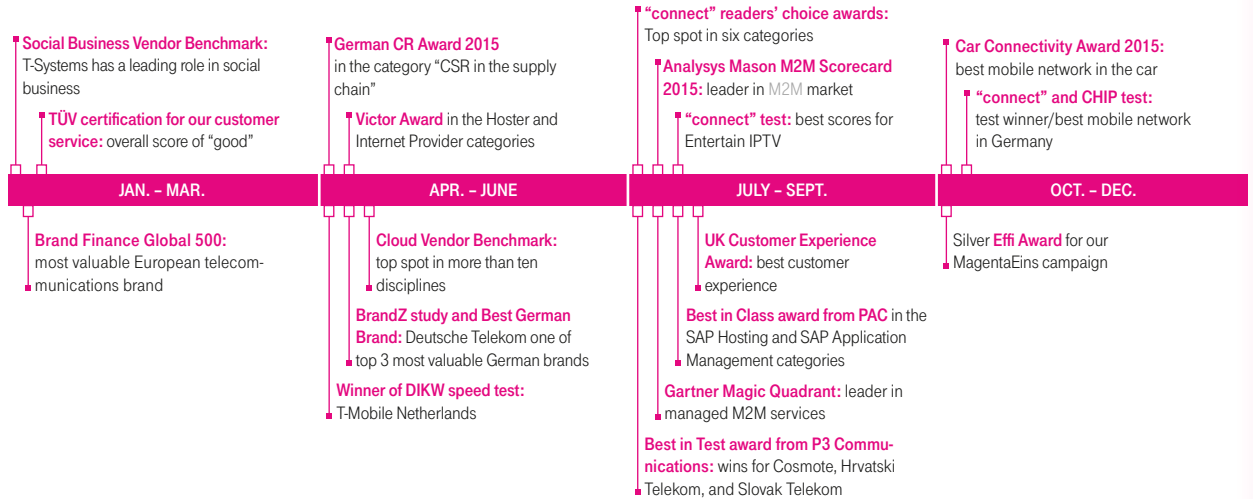 Social Business Vendor Benchmark:
T-Systems has a leading role in social
business
TÜV certification for our customer
service: overall score of “good”
German CR Award 2015
in the category “CSR in the supply
chain”
Victor Award in the Hoster and
Internet Provider categories
“connect” readers’ choice awards:
Top spot in six categories
Analysys Mason M2M Scorecard
2015: leader in M2M market
“connect” test: best scores for
Entertain IPTV
Car Connectivity Award 2015:
best mobile network in the car
“connect” and CHIP test:
test winner/best mobile network
in Germany
JAN. – MAR.
APR. – JUNE
JULY – SEPT.
OCT. – DEC.
Brand Finance Global 500:
most valuable European telecom-
munications brand
Cloud Vendor Benchmark:
top spot in more than ten
disciplines
BrandZ study and Best German
Brand: Deutsche Telekom one of
top 3 most valuable German brands
Winner of DIKW speed test:
T-Mobile Netherlands
UK Customer Experience
Award: best customer
experience
Best in Class award from PAC in the
SAP Hosting and SAP Application
Management categories
Gartner Magic Quadrant: leader in
managed M2M services
Best in Test award from P3 Commu-
nications: wins for Cosmote, Hrvatski
Telekom, and Slovak Telekom
Silver Effi Award for our
MagentaEins campaign